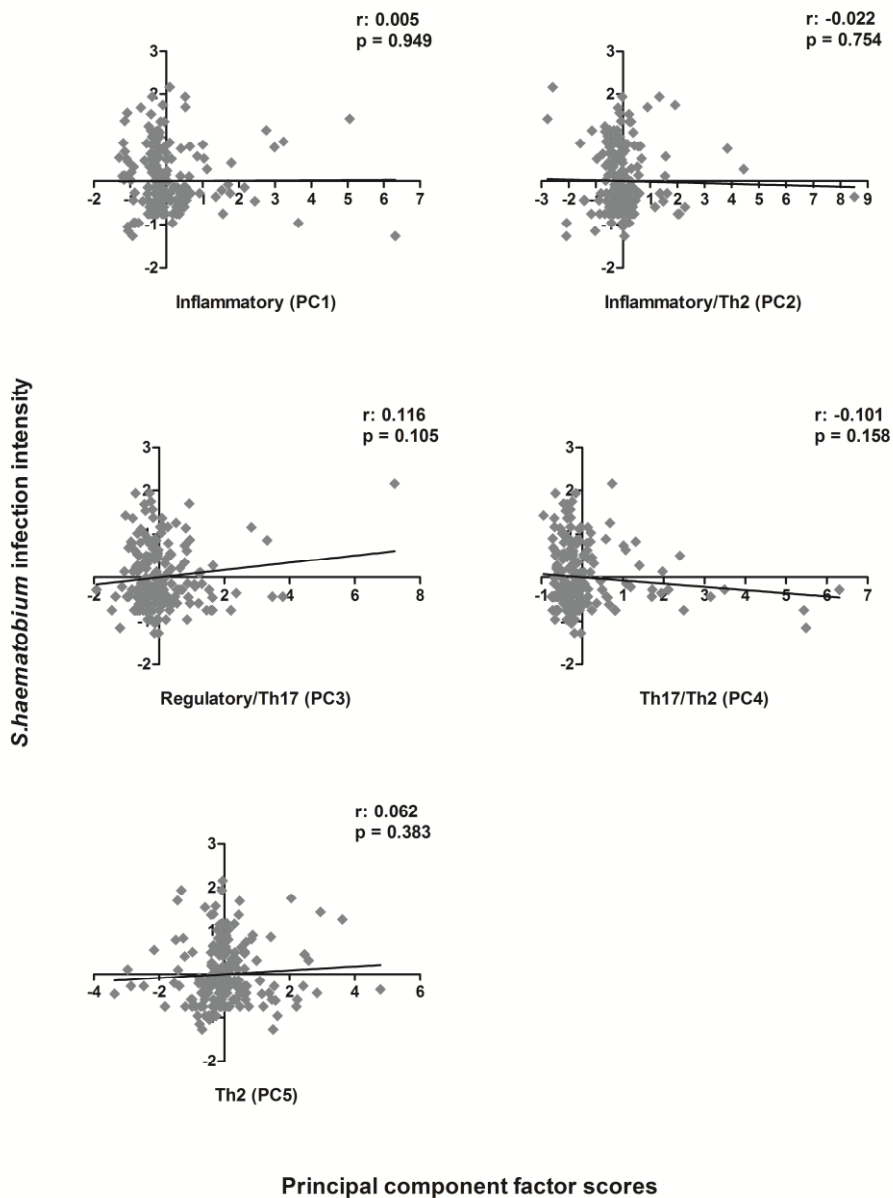 r: 0.005
p = 0.949
3
2
1
-1
-2
-2 -1 1 2 3 4 5 6 7
Inflammatory (PC1)
r: -0.022
p = 0.754
3
2
1
-1
-2
-3 -2 -1 1 2 3 4 5 6 7 8 9
Inflammatory/Th2 (PC2)
S.haematobium infection intensity
r: 0.116
p = 0.105
3
2
1
-1
-2
-2 2 4 6 8
Regulatory/Th17 (PC3)
r: -0.101
p = 0.158
3
2
1
-1
-2
-1 1 2 3 4 5 6 7
Th17/Th2 (PC4)
r: 0.062
p = 0.383
3
2
1
-1
-2
-4 -2 2 4 6
Th2 (PC5)
Principal component factor scores